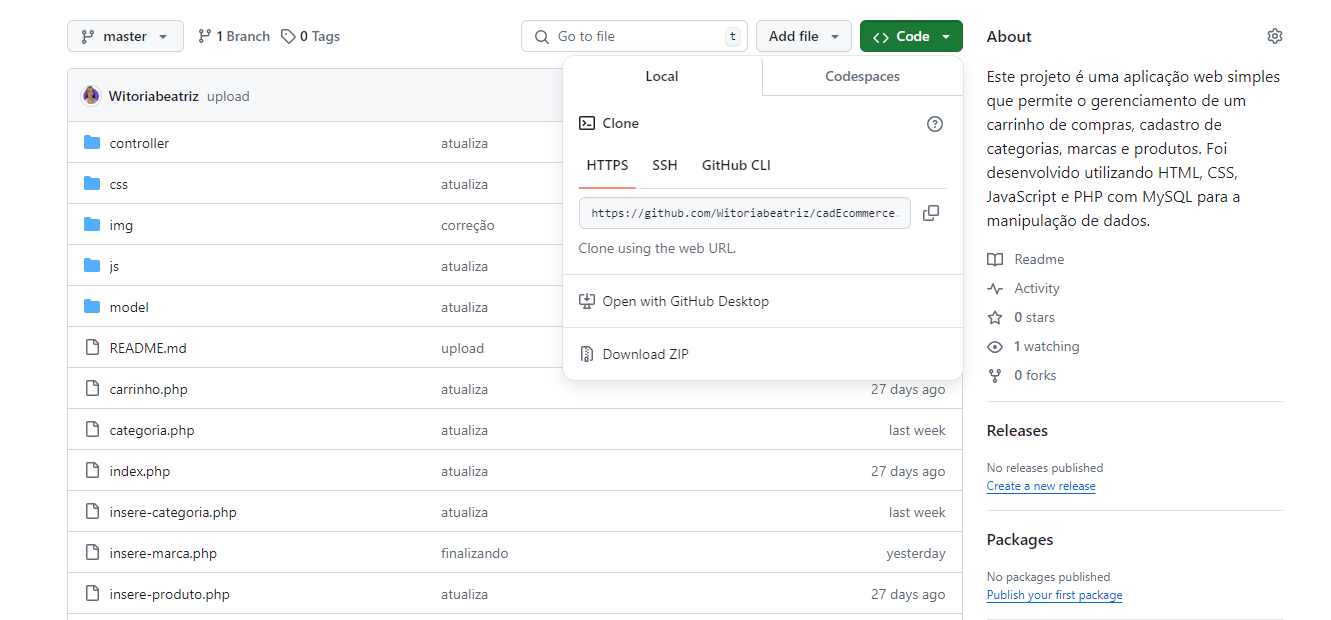 master
1 Branch
0 Tags
Go to file
t
Add file
Code
Local
Codespaces
Clone
HTTPS
SSH
GitHub CLI
https://github.com/Witoriabeatriz/cadEcommerce.
Clone using the web URL.
Open with GitHub Desktop
Download ZIP
Witoriabeatriz upload
controller atualiza
css atualiza
img correção
js atualiza
model atualiza
README.md upload
carrinho.php atualiza 27 days ago
categoria.php atualiza last week
index.php atualiza 27 days ago
insere-categoria.php atualiza last week
insere-marca.php finalizando yesterday
insere-produto.php atualiza 27 days ago
About
Este projeto é uma aplicação web simples
que permite o gerenciamento de um
carrinho de compras, cadastro de
categorias, marcas e produtos. Foi
desenvolvido utilizando HTML, CSS,
JavaScript e PHP com MySQL para a
manipulação de dados.
Readme
Activity
0 stars
1 watching
0 forks
Releases
No releases published
Create a new release
Packages
No packages published
Publish your first package